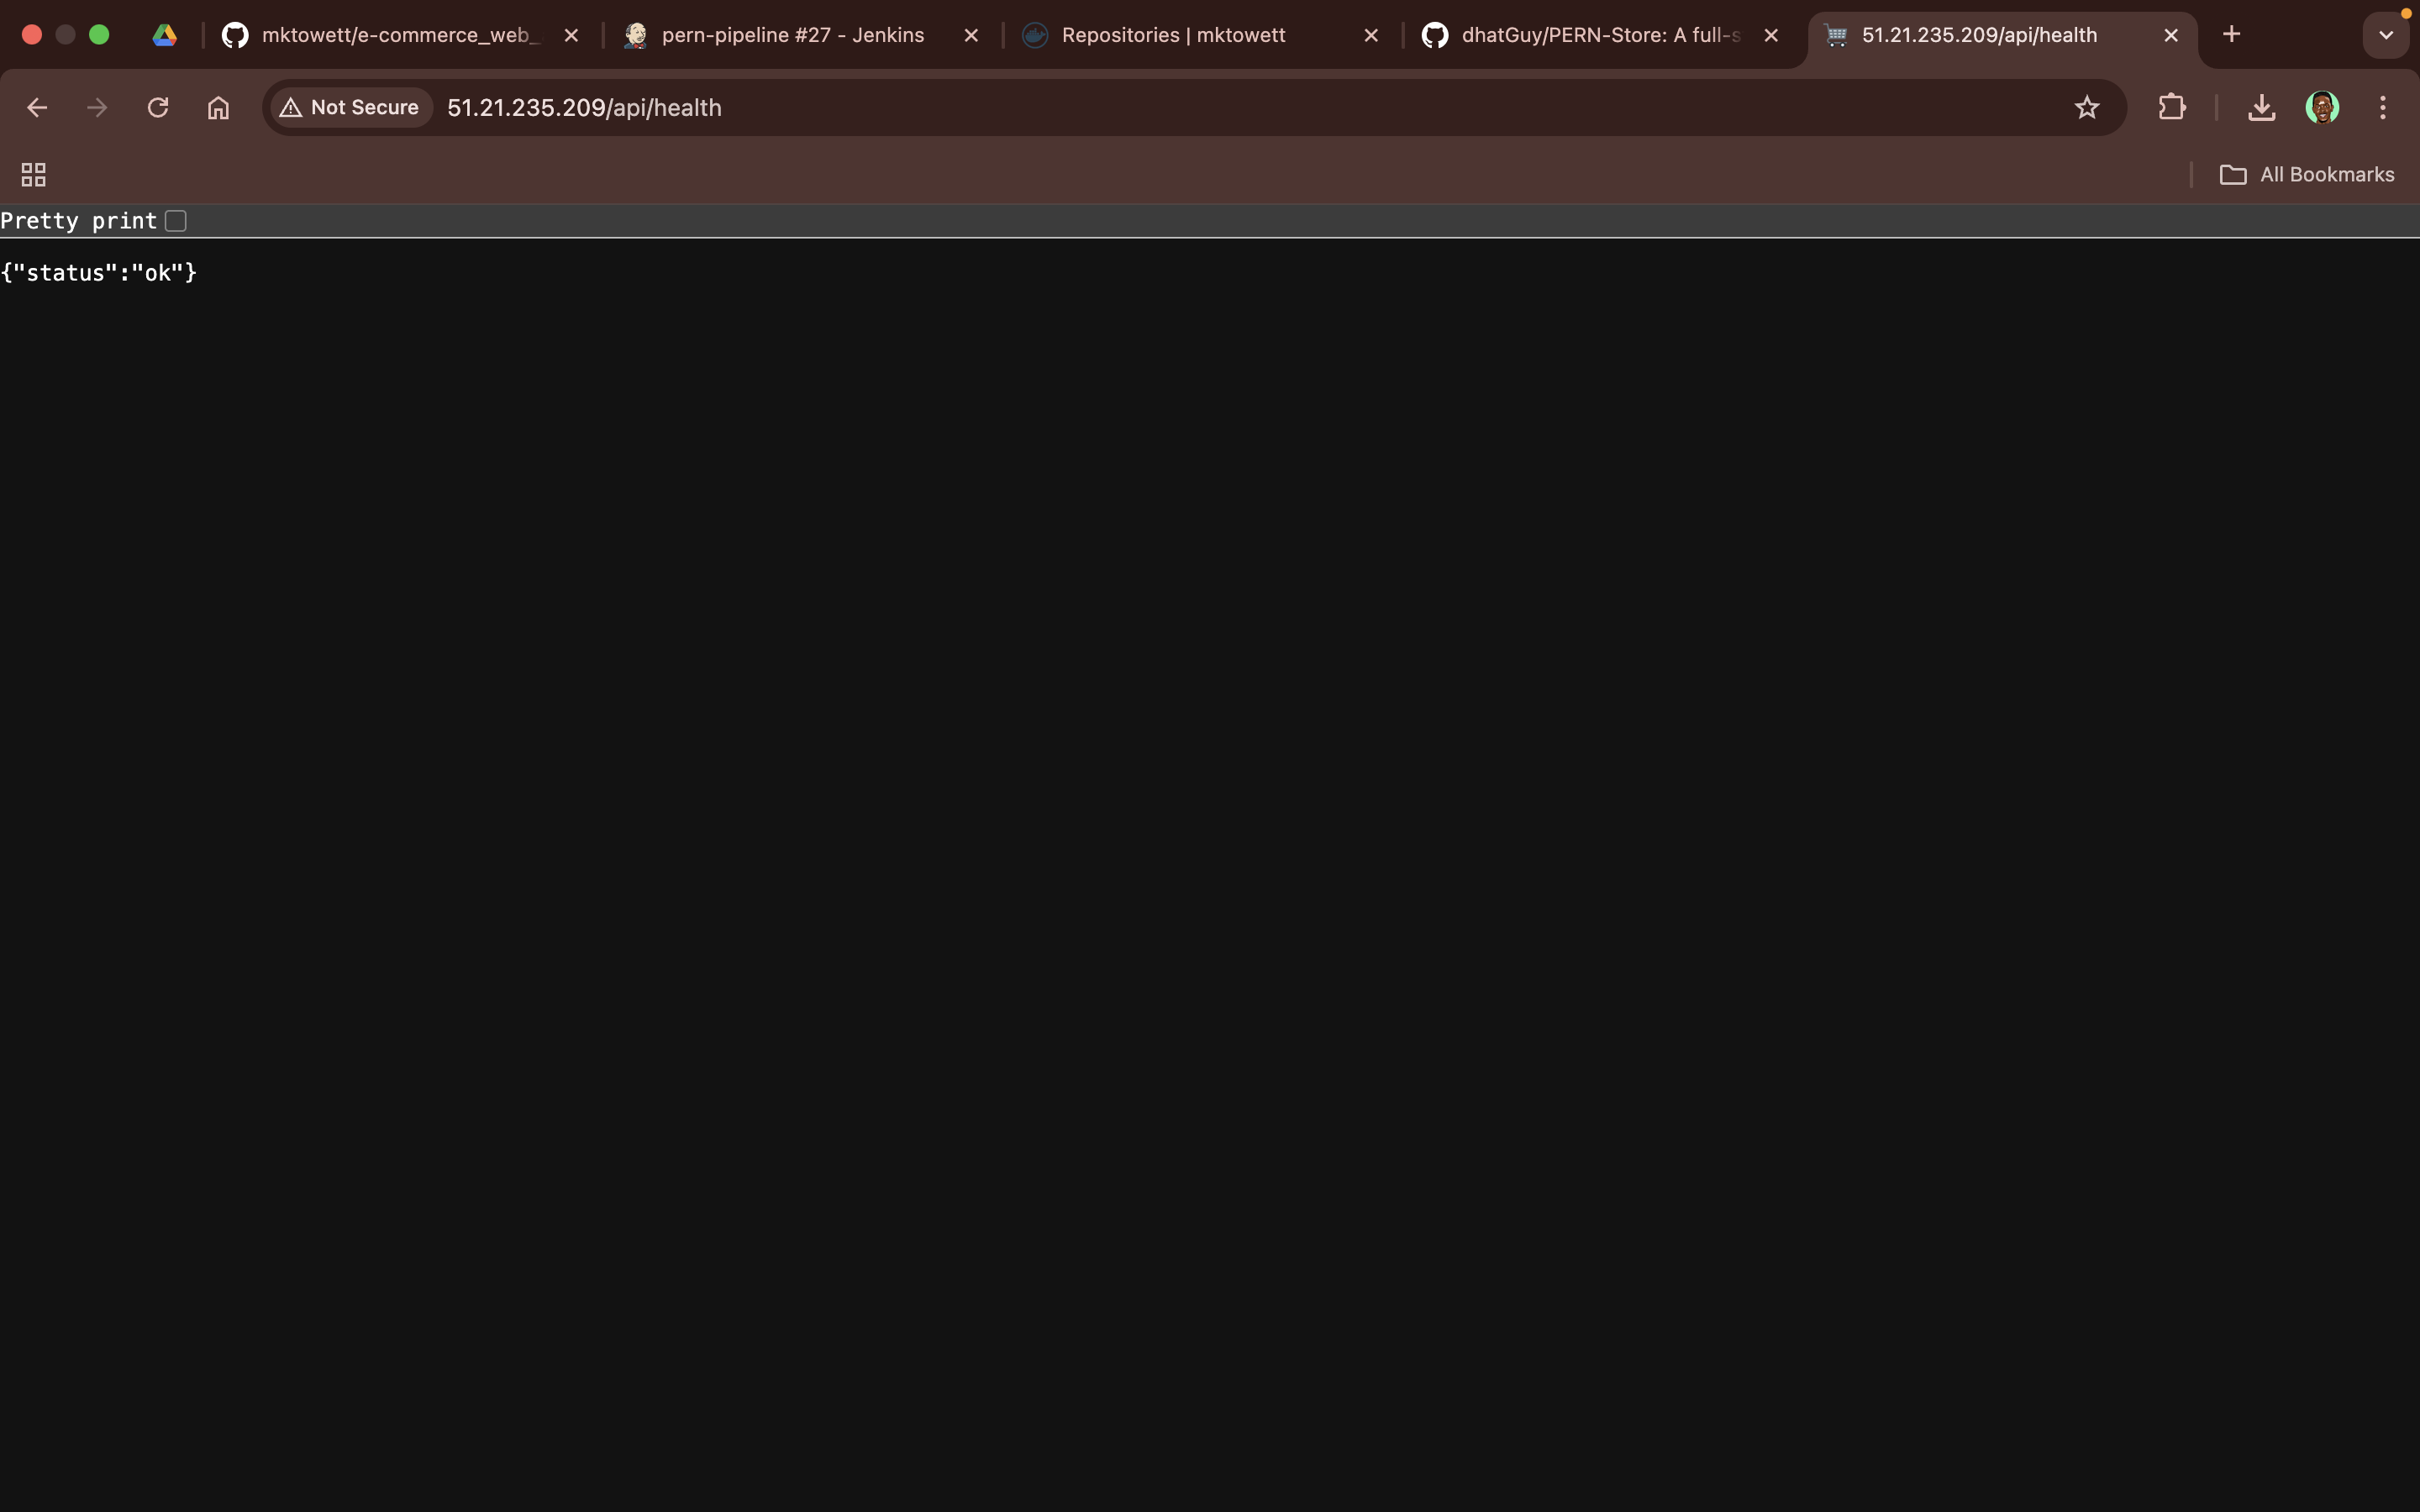 mktowett/e-commerce_web_
pern-pipeline #27 - Jenkins
Repositories | mktowett
dhatGuy/PERN-Store: A full-s
51.21.235.209/api/health
Not Secure
51.21.235.209/api/health
All Bookmarks
Pretty print
{"status":"ok"}